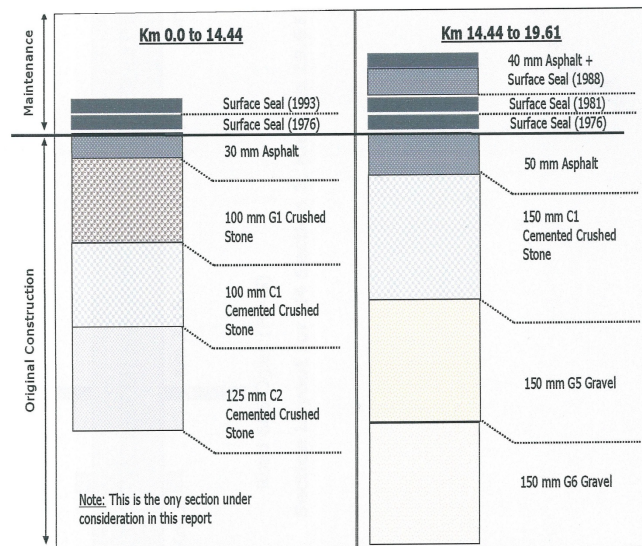 Maintenance
Original Construction
Km 0.0 to 14.44
Surface Seal (1993)
Surface Seal (1976)
30 mm Asphalt
100 mm G1 Crushed
Stone
100 mm C1
Cemented Crushed
Stone
125 mm C2
Cemented Crushed
Stone
Note: This is the ony section under
consideration in this report
Km 14.44 to 19.61
40 mm Asphalt +
Surface Seal (1988)
Surface Seal (1981)
Surface Seal (1976)
50 mm Asphalt
150 mm C1
Cemented Crushed
Stone
150 mm G5 Gravel
150 mm G6 Gravel